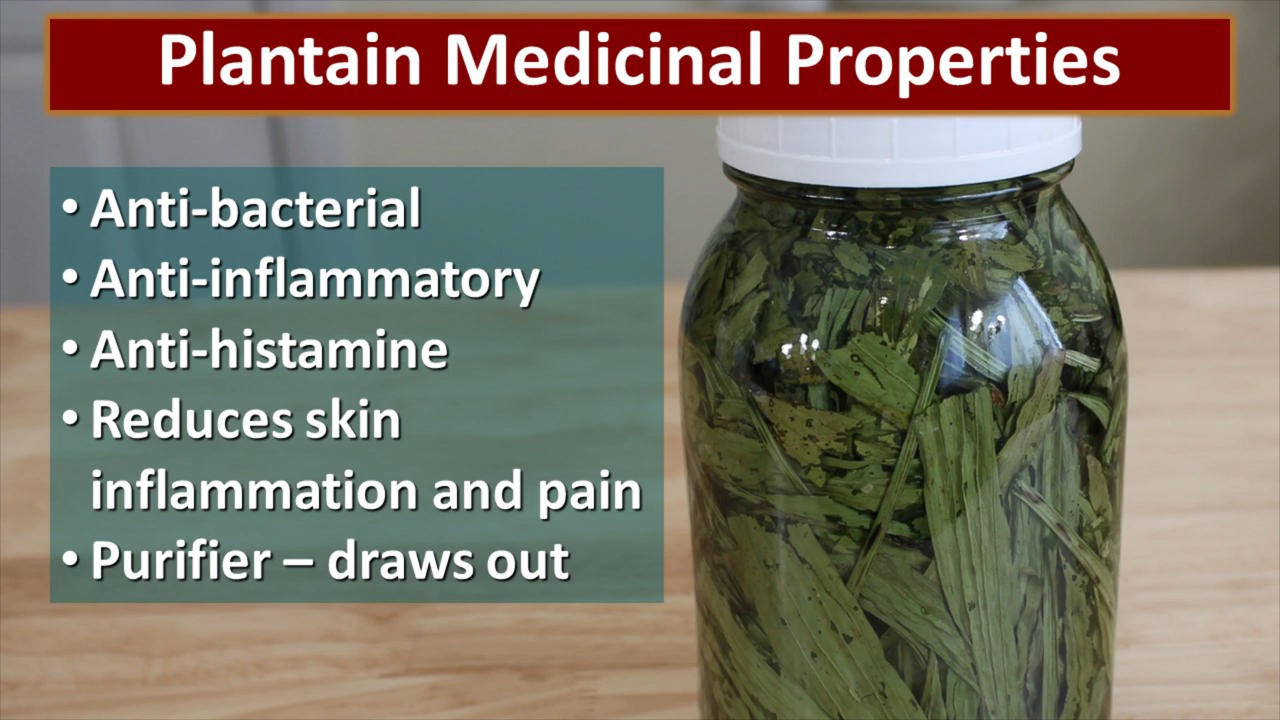 Plantain Medicinal Properties
• Anti-bacterial
• Anti-inflammatory
• Anti-histamine
• Reduces skin
inflammation and pain
• Purifier – draws out